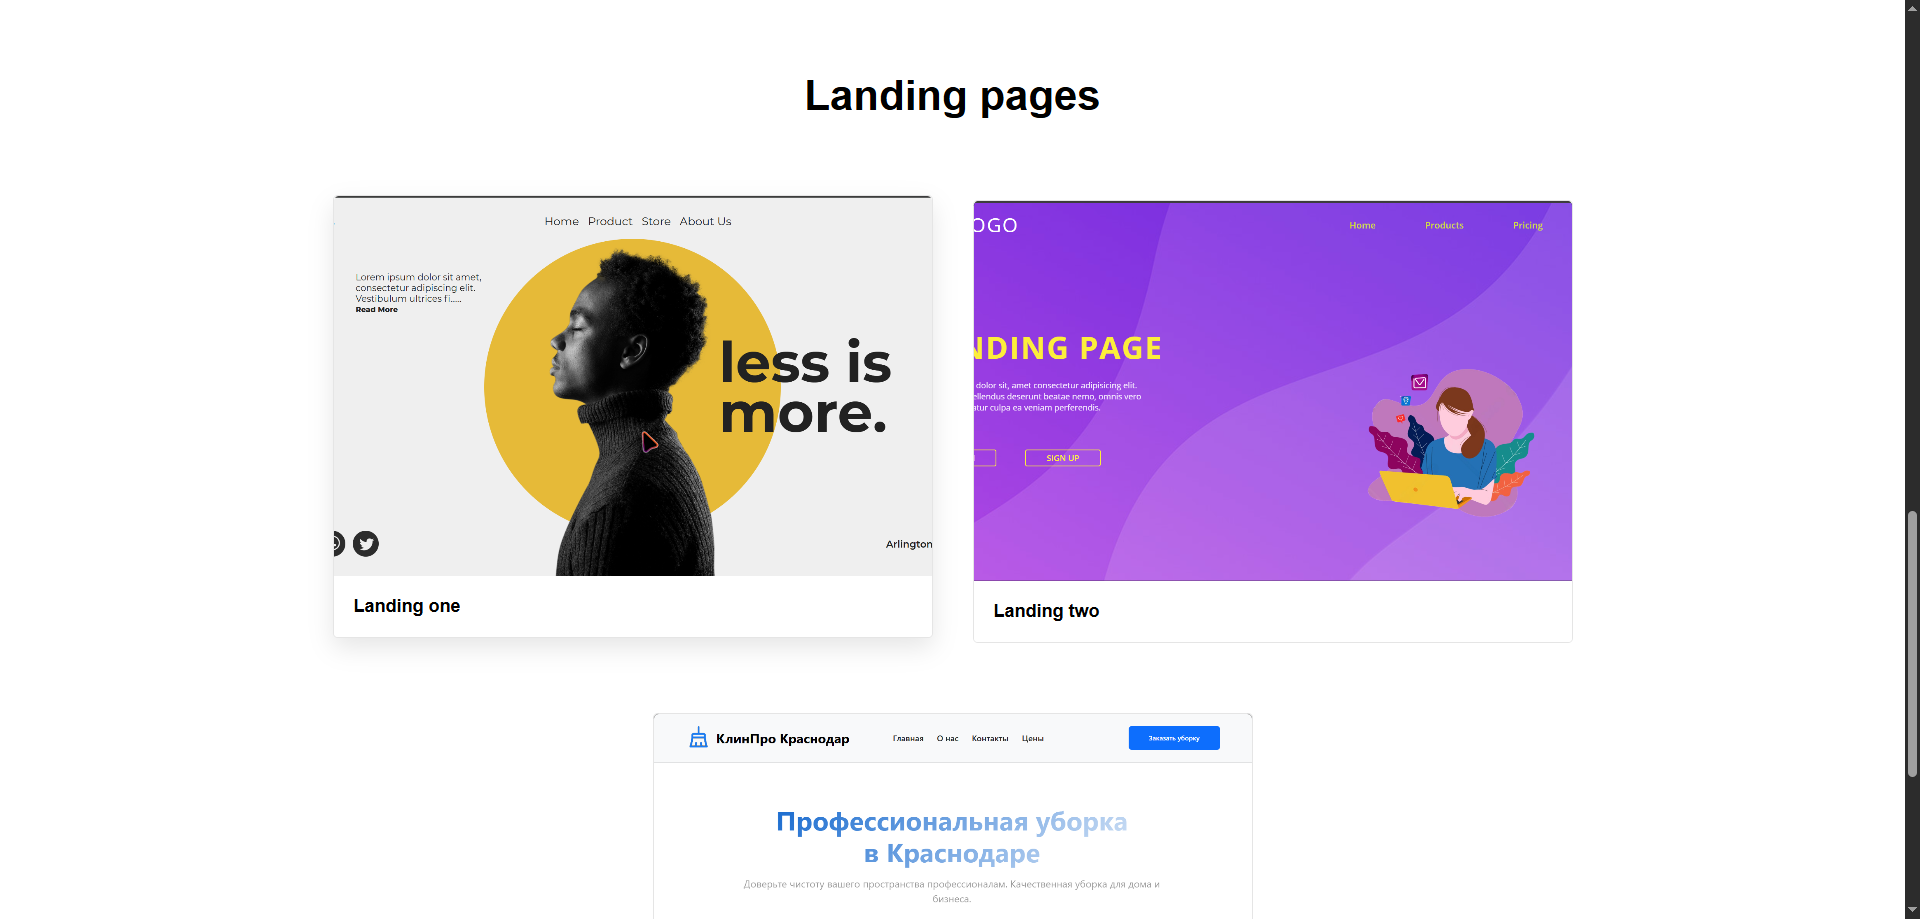 Landing pages
Home Product Store About Us
Lorem ipsum dolor sit amet,
consectetur adipiscing elit.
Vestibulum ultrices fi.....
Read More
less is
more.
Arlington
Landing one
OGO
Home Products Pricing
NDING PAGE
dolor sit, amet consectetur adipisicing elit.
ellendus deserunt beatae nemo, omnis vero
atur culpa ea veniam perferendis.
SIGN UP
Landing two
КлинПро Краснодар
Главная О нас Контакты Цены
Заказать уборку
Профессиональная уборка
в Краснодаре
Доверьте чистоту вашего пространства профессионалам. Качественная уборка для дома и
бизнеса.